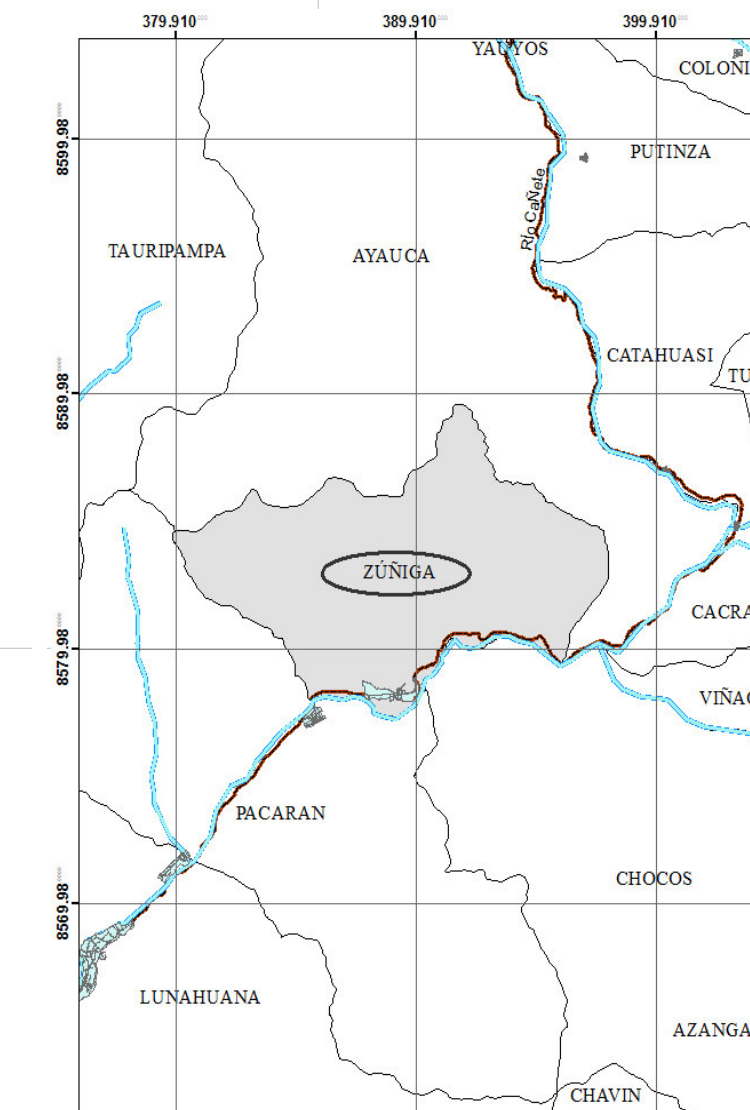 379.910 389.910 399.910
YAUYOS
COLONI
8599.98
PUTINZA
Río Cañete
TAURIPAMPA
AYAUCA
CATAHUASI
TU
8589.98
ZÚÑIGA
CACRA
8579.98
VIÑAC
PACARAN
CHOCOS
8569.98
LUNAHUANA
AZANGA
CHAVIN